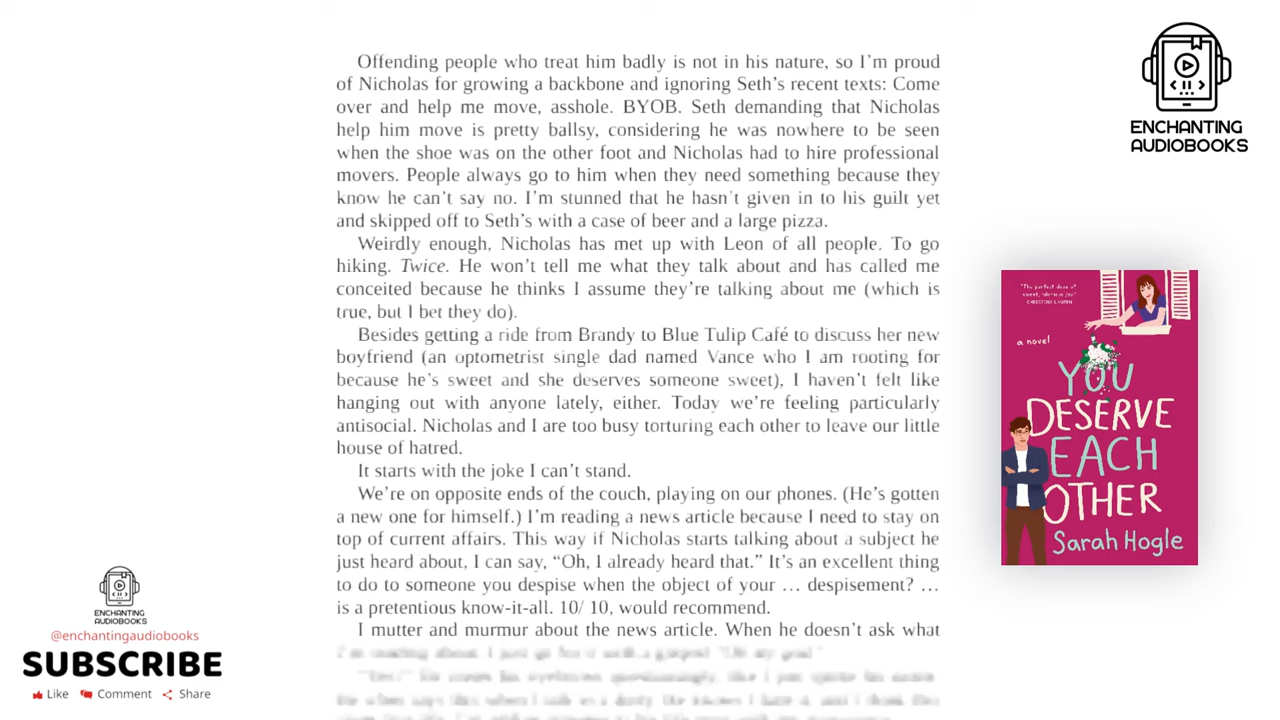 Offending people who treat him badly is not in his nature, so I'm proud
of Nicholas for growing a backbone and ignoring Seth's recent texts: Come
over and help me move, asshole. BYOB. Seth demanding that Nicholas
help him move is pretty ballsy, considering he was nowhere to be seen
when the shoe was on the other foot and Nicholas had to hire professional
movers. People always go to him when they need something because they
know he can't say no. I'm stunned that he hasn't given in to his guilt yet
and skipped off to Seth's with a case of beer and a large pizza.
Weirdly enough, Nicholas has met up with Leon of all people. To go
hiking. Twice. He won't tell me what they talk about and has called me
conceited because he thinks I assume they're talking about me (which is
true, but I bet they do).
Besides getting a ride from Brandy to Blue Tulip Café to discuss her new
boyfriend (an optometrist single dad named Vance who I am rooting for
because he's sweet and she deserves someone sweet), I haven't felt like
hanging out with anyone lately, either. Today we're feeling particularly
antisocial. Nicholas and I are too busy torturing each other to leave our little
house of hatred.
It starts with the joke I can't stand.
We're on opposite ends of the couch, playing on our phones. (He's gotten
a new one for himself.) I'm reading a news article because I need to stay on
top of current affairs. This way if Nicholas starts talking about a subject he
just heard about, I can say, “Oh, I already heard that.” It's an excellent thing
to do to someone you despise when the object of your … despisement? …
is a pretentious know-it-all. 10/ 10, would recommend.
I mutter and murmur about the news article. When he doesn't ask what
ENCHANTING
AUDIOBOOKS
a novel
YOU
DESERVE
EACH
OTHER
Sarah Hogle
ENCHANTING
AUDIOBOOKS
@enchantingaudiobooks
SUBSCRIBE
Like Comment Share